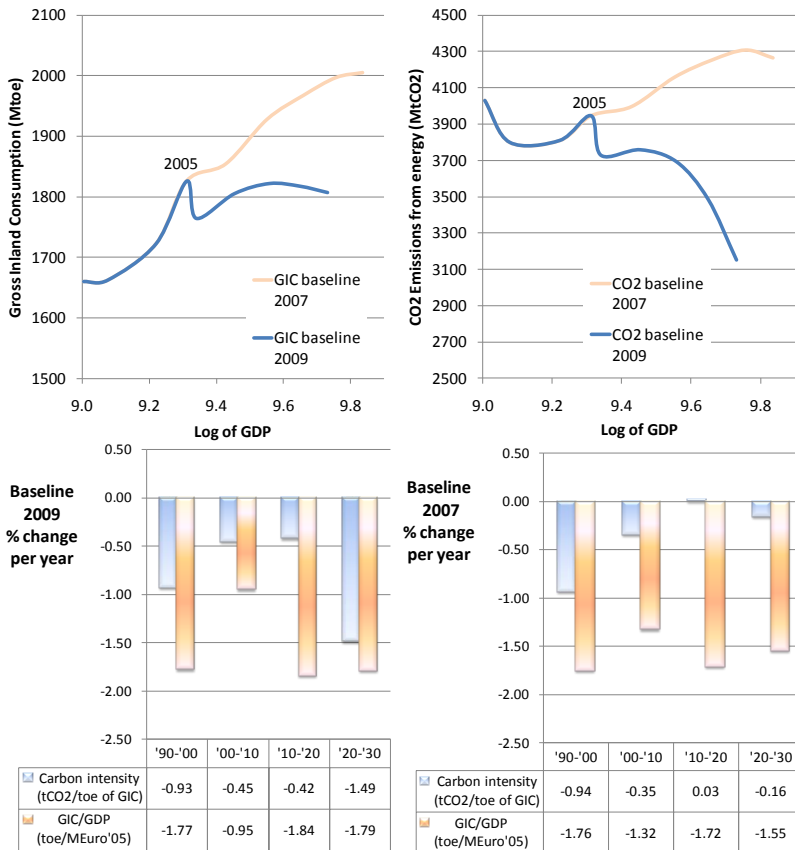 Gross Inland Consumption (Mtoe)
2100
2000
1900
1800
1700
1600
1500
2005
GIC baseline
2007
GIC baseline
2009
9.0 9.2 9.4 9.6 9.8
Log of GDP
CO2 Emissions from energy (MtCO2)
4500
4300
4100
3900
3700
3500
3300
3100
2900
2700
2500
2005
CO2 baseline
2007
CO2 baseline
2009
9.0 9.2 9.4 9.6 9.8
Log of GDP
Baseline
2009
% change
per year
0.50
0.00
-0.50
-1.00
-1.50
-2.00
-2.50
'90-'00 '00-'10 '10-'20 '20-'30
Carbon intensity
(tCO2/toe of GIC)
-0.93 -0.45 -0.42 -1.49
GIC/GDP
(toe/MEuro'05)
-1.77 -0.95 -1.84 -1.79
Baseline
2007
% change
per year
0.50
0.00
-0.50
-1.00
-1.50
-2.00
-2.50
'90-'00 '00-'10 '10-'20 '20-'30
Carbon intensity
(tCO2/toe of GIC)
-0.94 -0.35 0.03 -0.16
GIC/GDP
(toe/MEuro'05)
-1.76 -1.32 -1.72 -1.55